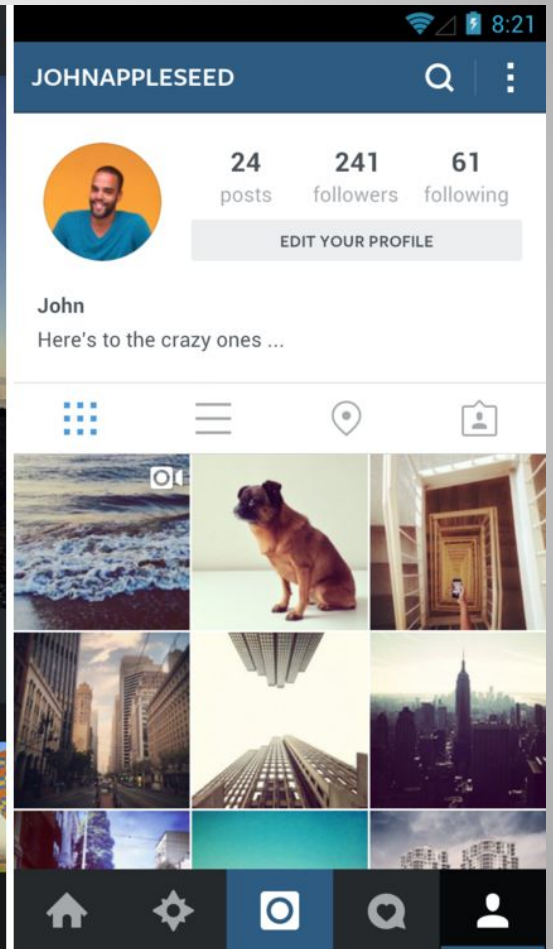 8:21
JOHNAPPLESEED
24 241 61
posts followers following
EDIT YOUR PROFILE
John
Here's to the crazy ones ...